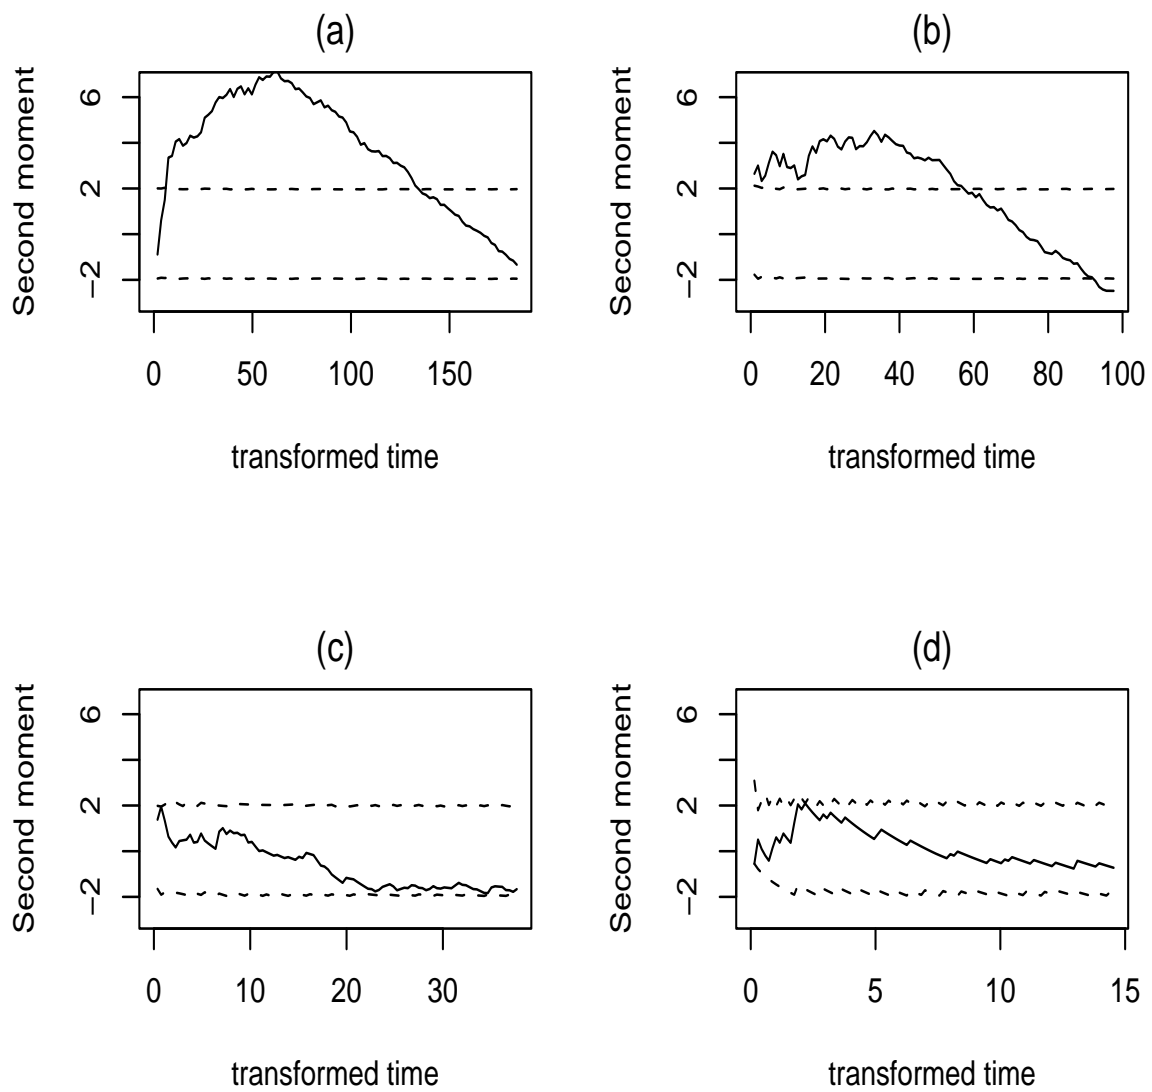 (a)
Second moment
6
2
−2
0 50 100 150
transformed time
(b)
Second moment
6
2
−2
0 20 40 60 80 100
transformed time
(c)
Second moment
6
2
−2
0 10 20 30
transformed time
(d)
Second moment
6
2
−2
0 5 10 15
transformed time